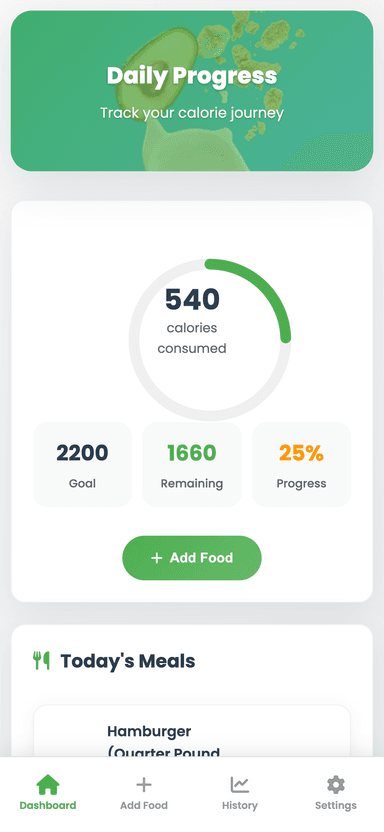 Daily Progress
Track your calorie journey
540
calories
consumed
2200
Goal
1660
Remaining
25%
Progress
+ Add Food
Today's Meals
Hamburger
(Quarter Pound
Dashboard
Add Food
History
Settings